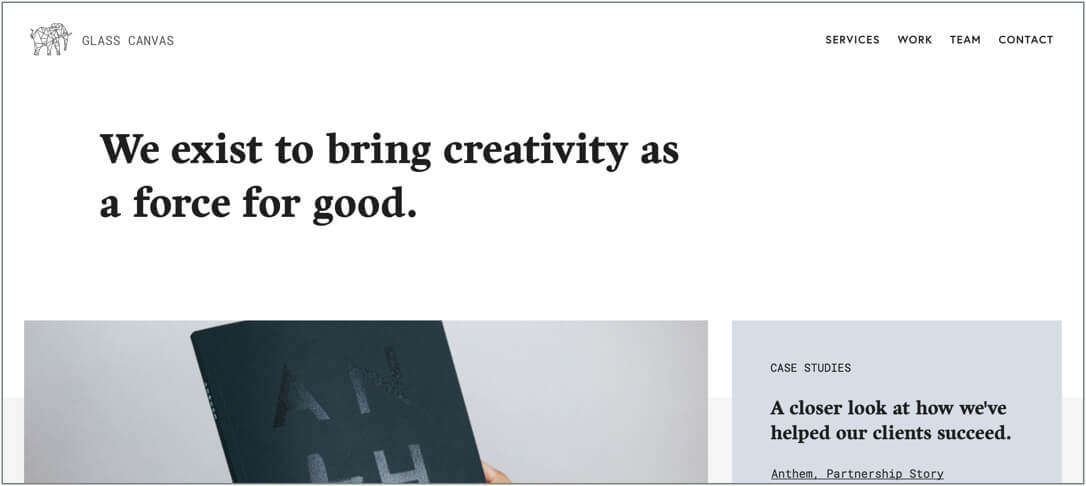 GLASS CANVAS
SERVICES WORK TEAM CONTACT
We exist to bring creativity as
a force for good.
AN
CASE STUDIES
A closer look at how we've
helped our clients succeed.
Anthem, Partnership Story